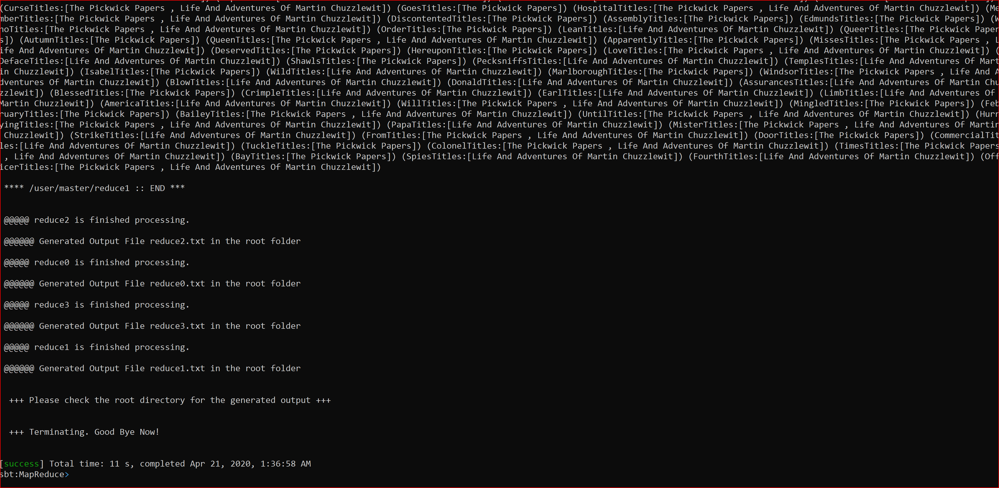 (CurseTitles:[The Pickwick Papers , Life And Adventures Of Martin Chuzzlewit]) (GoesTitles:[The Pickwick Papers]) (HospitalTitles:[The Pickwick Papers , Life And Adventures Of Martin Chuzzlewit]) (Me
mberTitles:[The Pickwick Papers , Life And Adventures Of Martin Chuzzlewit]) (DiscontentedTitles:[The Pickwick Papers]) (AssemblyTitles:[The Pickwick Papers]) (EdmundsTitles:[The Pickwick Papers]) (W
hoTitles:[The Pickwick Papers , Life And Adventures Of Martin Chuzzlewit]) (OrderTitles:[The Pickwick Papers]) (LeanTitles:[Life And Adventures Of Martin Chuzzlewit]) (QueerTitles:[The Pickwick Paper
s]) (AutumnTitles:[The Pickwick Papers]) (QueenTitles:[The Pickwick Papers , Life And Adventures Of Martin Chuzzlewit]) (ApparentlyTitles:[The Pickwick Papers]) (MissesTitles:[The Pickwick Papers , L
ife And Adventures Of Martin Chuzzlewit]) (DeservedTitles:[The Pickwick Papers]) (HereuponTitles:[The Pickwick Papers]) (LoveTitles:[The Pickwick Papers , Life And Adventures Of Martin Chuzzlewit]) (
DefaceTitles:[Life And Adventures Of Martin Chuzzlewit]) (ShawlsTitles:[The Pickwick Papers]) (PecksniffsTitles:[Life And Adventures Of Martin Chuzzlewit]) (TemplesTitles:[Life And Adventures Of Mart
in Chuzzlewit]) (IsabelTitles:[The Pickwick Papers]) (WildTitles:[Life And Adventures Of Martin Chuzzlewit]) (MarlboroughTitles:[The Pickwick Papers]) (WindsorTitles:[The Pickwick Papers , Life And A
dventures Of Martin Chuzzlewit]) (BlowTitles:[Life And Adventures Of Martin Chuzzlewit]) (DonaldTitles:[Life And Adventures Of Martin Chuzzlewit]) (AssurancesTitles:[Life And Adventures Of Martin Chu
zzlewit]) (BlessedTitles:[The Pickwick Papers]) (CrimpleTitles:[Life And Adventures Of Martin Chuzzlewit]) (EarlTitles:[Life And Adventures Of Martin Chuzzlewit]) (LimbTitles:[Life And Adventures Of
Martin Chuzzlewit]) (AmericaTitles:[Life And Adventures Of Martin Chuzzlewit]) (WillTitles:[The Pickwick Papers , Life And Adventures Of Martin Chuzzlewit]) (MingledTitles:[The Pickwick Papers]) (Feb
ruaryTitles:[The Pickwick Papers]) (BaileyTitles:[The Pickwick Papers , Life And Adventures Of Martin Chuzzlewit]) (UntilTitles:[The Pickwick Papers , Life And Adventures Of Martin Chuzzlewit]) (Hurr
yingTitles:[The Pickwick Papers , Life And Adventures Of Martin Chuzzlewit]) (PapaTitles:[Life And Adventures Of Martin Chuzzlewit]) (MisterTitles:[The Pickwick Papers , Life And Adventures Of Martin
Chuzzlewit]) (StrikeTitles:[Life And Adventures Of Martin Chuzzlewit]) (FromTitles:[The Pickwick Papers , Life And Adventures Of Martin Chuzzlewit]) (DoorTitles:[The Pickwick Papers]) (CommercialTit
les:[Life And Adventures Of Martin Chuzzlewit]) (TuckleTitles:[The Pickwick Papers]) (ColonelTitles:[The Pickwick Papers , Life And Adventures Of Martin Chuzzlewit]) (TimesTitles:[The Pickwick Papers
, Life And Adventures Of Martin Chuzzlewit]) (BayTitles:[The Pickwick Papers]) (SpiesTitles:[Life And Adventures Of Martin Chuzzlewit]) (FourthTitles:[Life And Adventures Of Martin Chuzzlewit]) (Off
icerTitles:[The Pickwick Papers , Life And Adventures Of Martin Chuzzlewit])
**** /user/master/reduce1 :: END ***
@@@@@ reduce2 is finished processing.
@@@@@@ Generated Output File reduce2.txt in the root folder
@@@@@ reduce0 is finished processing.
@@@@@@ Generated Output File reduce0.txt in the root folder
@@@@@ reduce3 is finished processing.
@@@@@@ Generated Output File reduce3.txt in the root folder
@@@@@ reduce1 is finished processing.
@@@@@@ Generated Output File reduce1.txt in the root folder
+++ Please check the root directory for the generated output +++
+++ Terminating. Good Bye Now!
[success] Total time: 11 s, completed Apr 21, 2020, 1:36:58 AM
sbt:MapReduce>